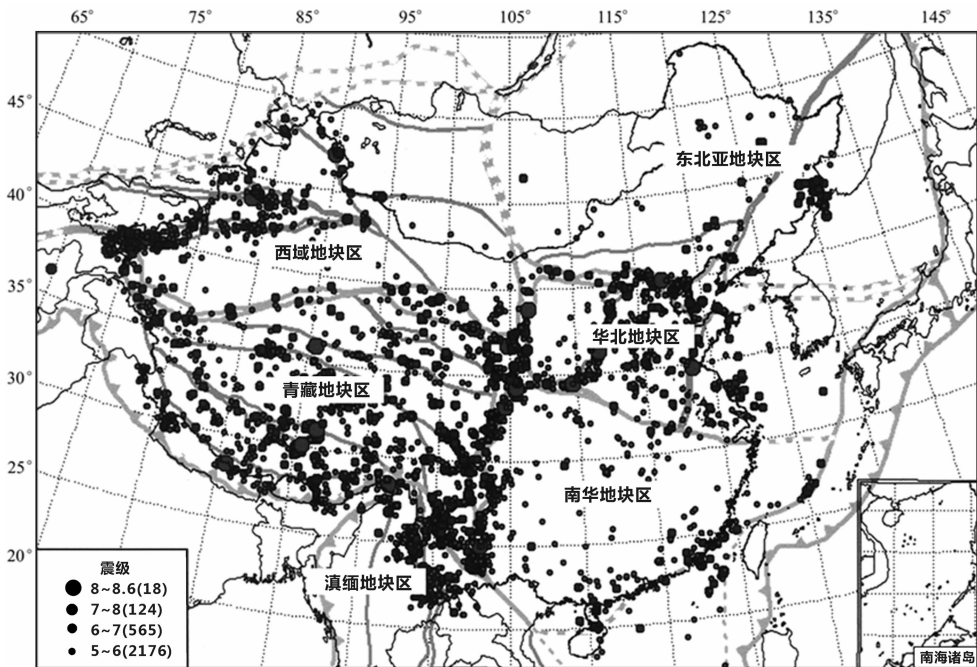 65° 75° 85° 95° 105° 115° 125° 135° 145°
45°
东北亚地块区
40°
西域地块区
35°
华北地块区
青藏地块区
30°
25°
南华地块区
20°
滇缅地块区
震级
8~8.6(18)
7~8(124)
6~7(565)
5~6(2176)
南海诸岛